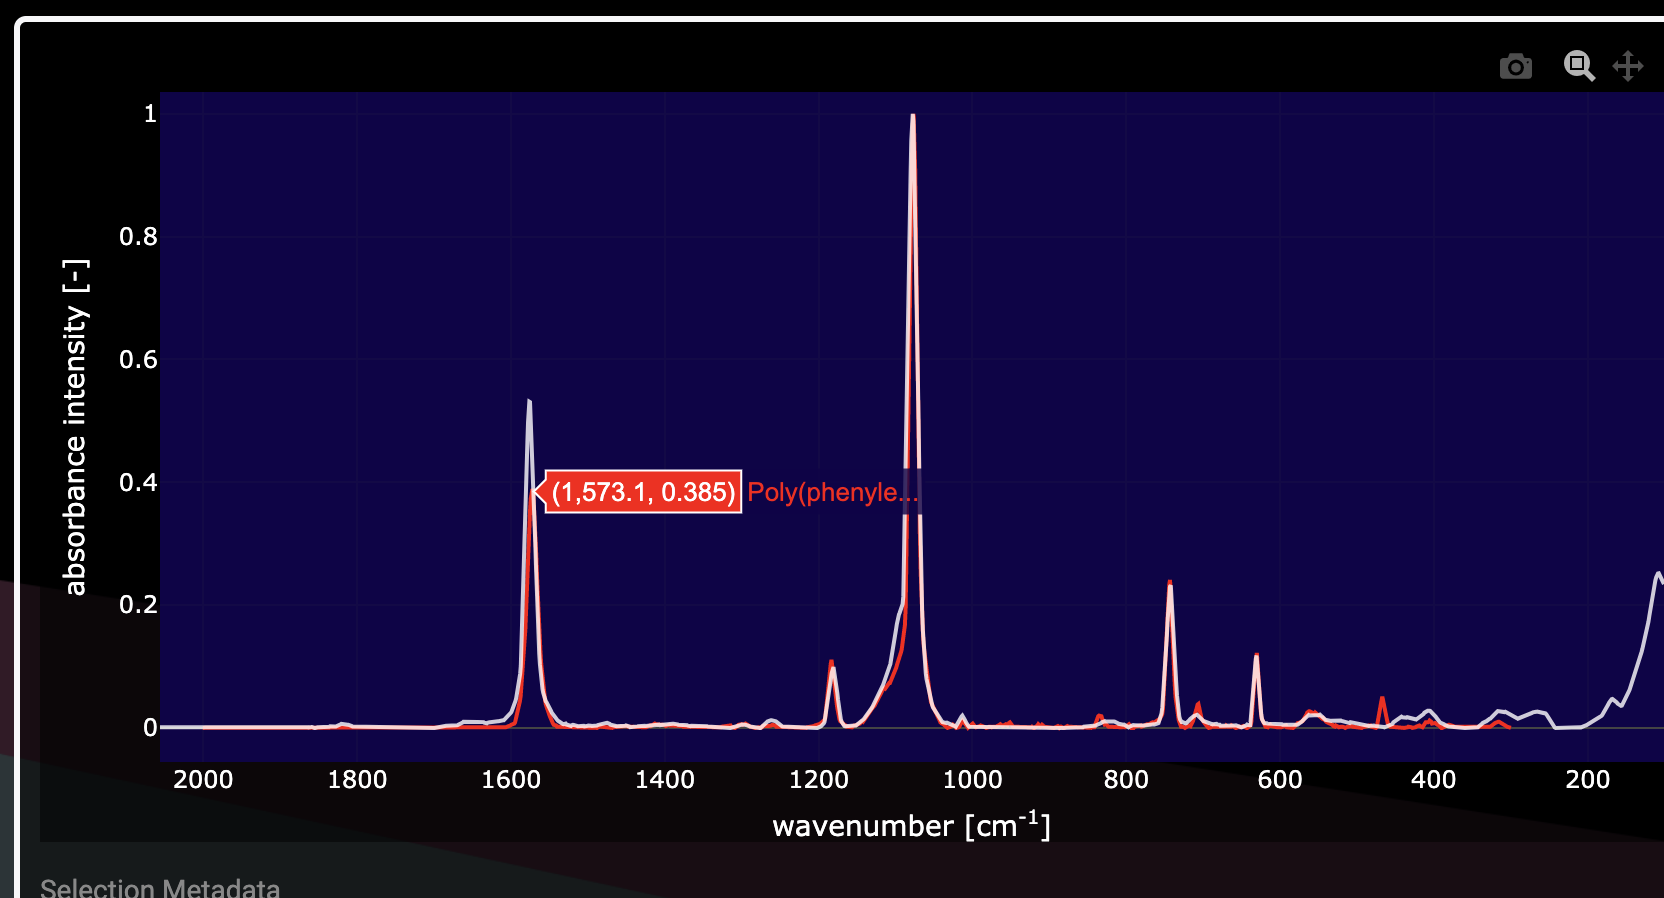 1
0.8
0.6
0.4
0.2
0
absorbance intensity [-]
(1,573.1, 0.385) Poly(phenyle...
2000 1800 1600 1400 1200 1000 800 600 400 200
wavenumber [cm⁻¹]
Selection Metadata